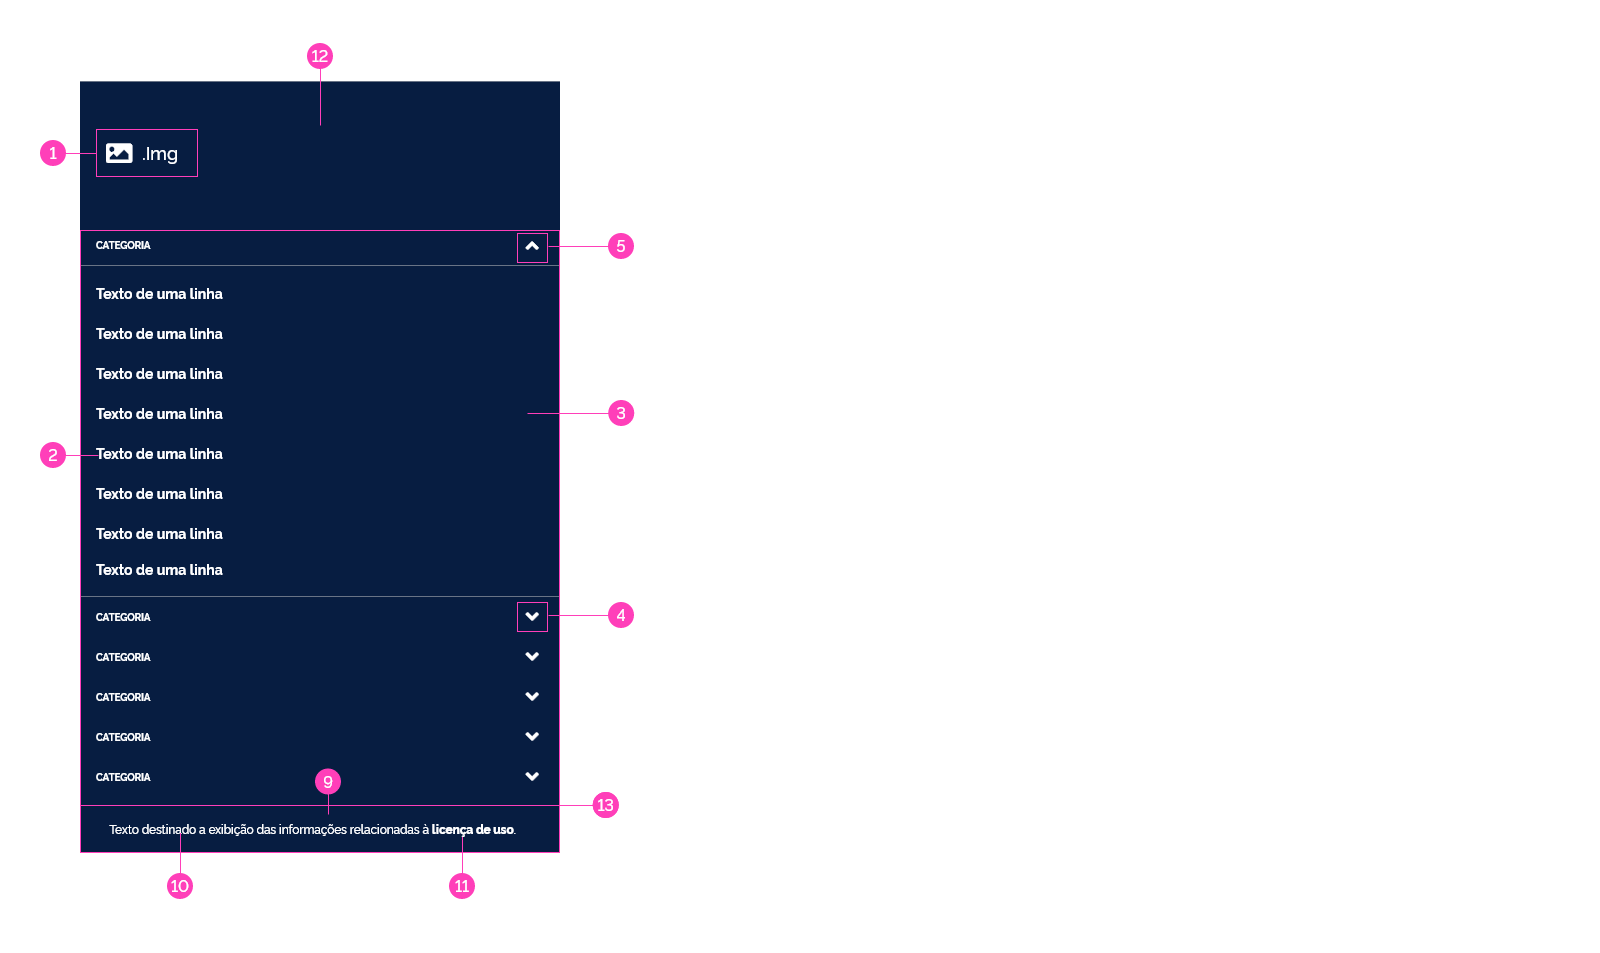 12
1
.Img
CATEGORIA
5
Texto de uma linha
Texto de uma linha
Texto de uma linha
Texto de uma linha
3
Texto de uma linha
2
Texto de uma linha
Texto de uma linha
Texto de uma linha
CATEGORIA
4
CATEGORIA
CATEGORIA
CATEGORIA
CATEGORIA
9
13
Texto destinado a exibição das informações relacionadas à licença de uso.
10
11